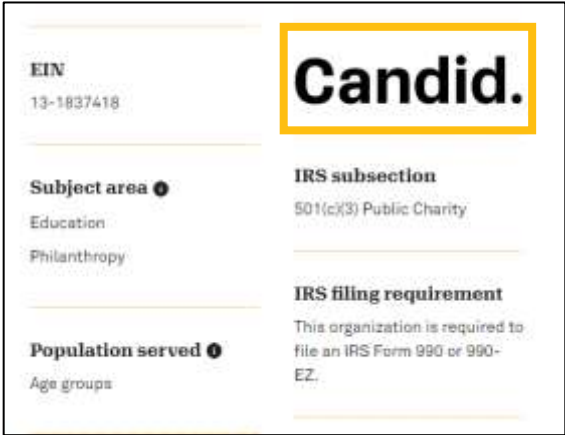 EIN
13-1837418
Subject area
Education
Philanthropy
Population served
Age groups
Candid.
IRS subsection
501(c)(3) Public Charity
IRS filing requirement
This organization is required to
file an IRS Form 990 or 990-
EZ.